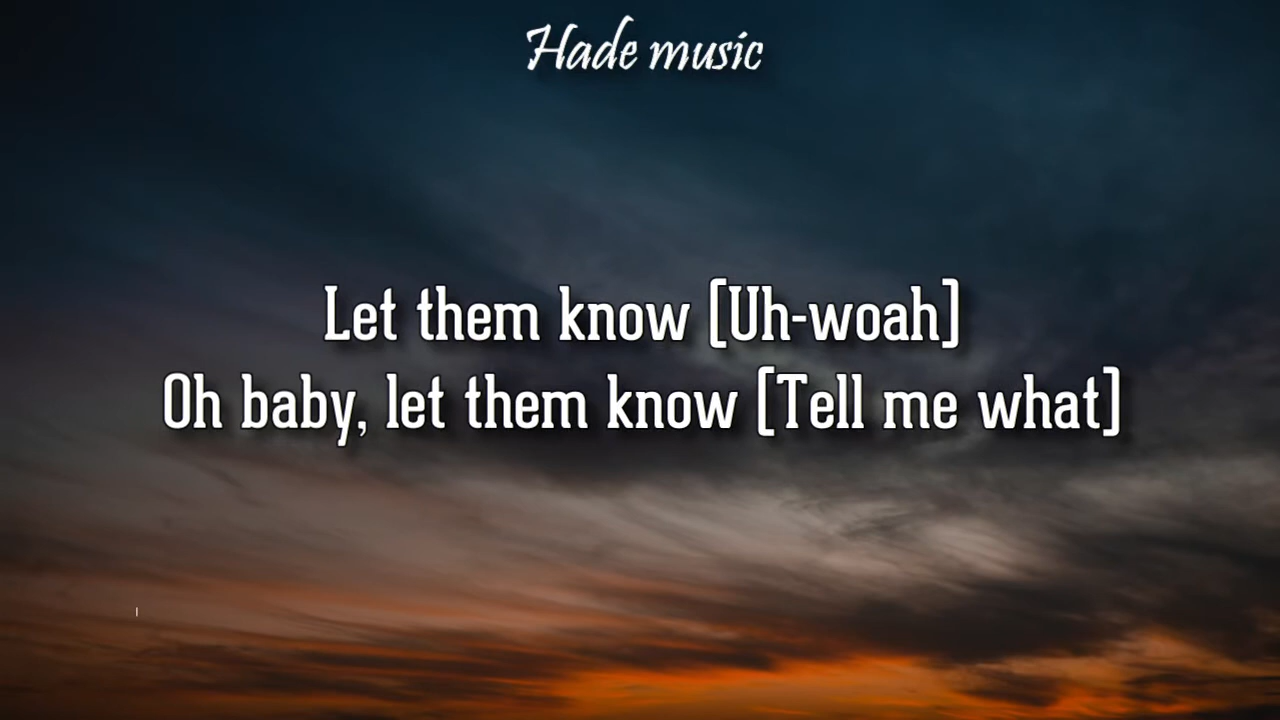 Hade music
Let them know [Uh-woah]
Oh baby, let them know [Tell me what]